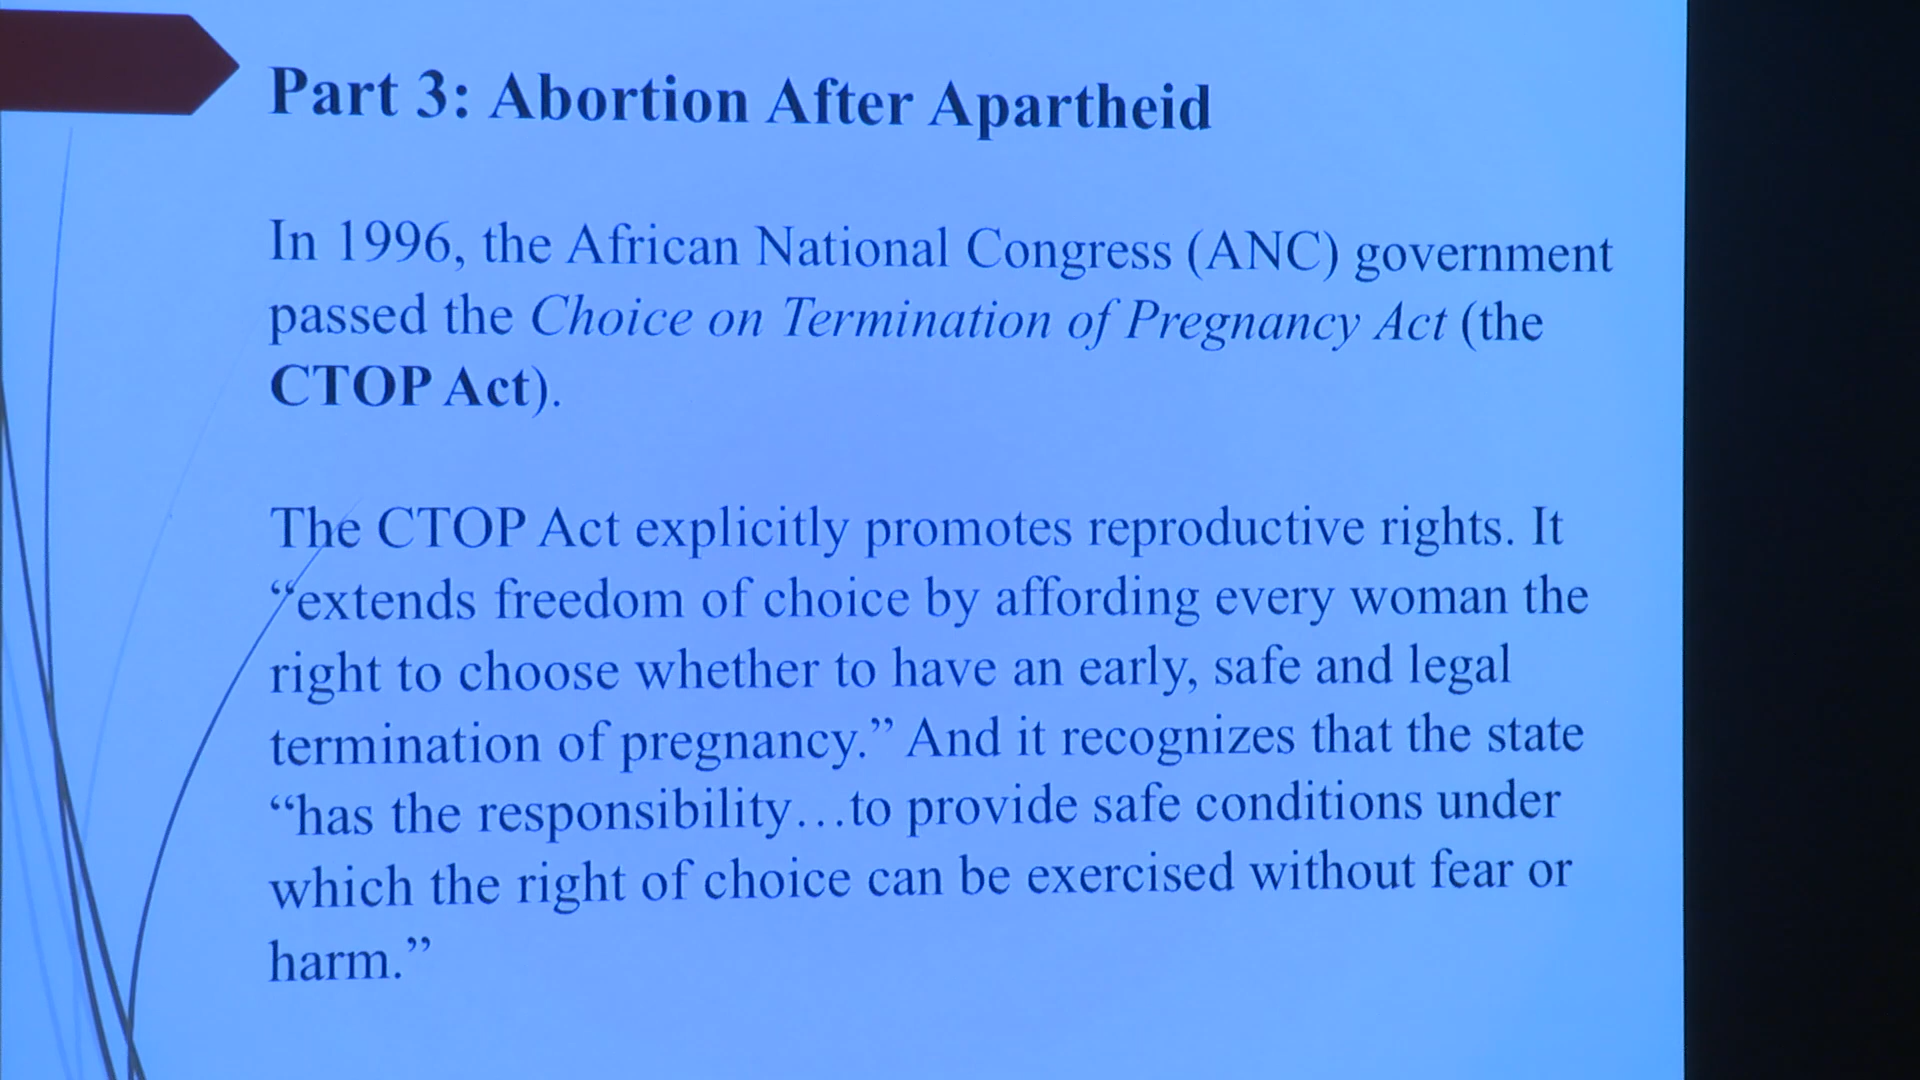 Part 3: Abortion After Apartheid
In 1996, the African National Congress (ANC) government
passed the Choice on Termination of Pregnancy Act (the
CTOP Act).
The CTOP Act explicitly promotes reproductive rights. It
“extends freedom of choice by affording every woman the
right to choose whether to have an early, safe and legal
termination of pregnancy.” And it recognizes that the state
“has the responsibility…to provide safe conditions under
which the right of choice can be exercised without fear or
harm.”